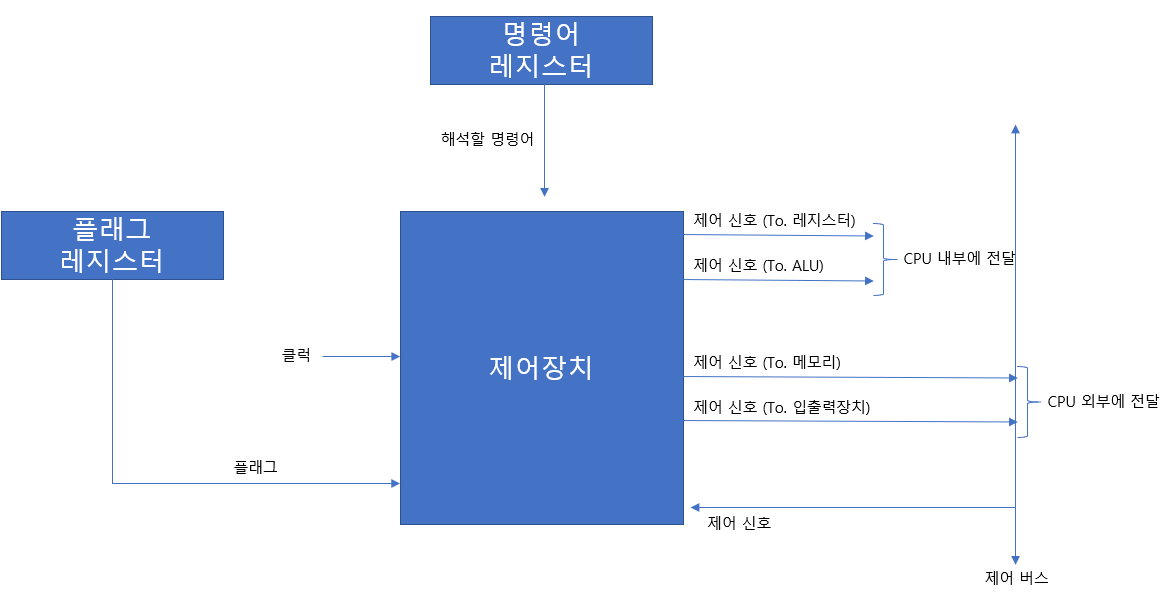 명령어
레지스터
해석할 명령어
플래그
레지스터
제어 신호 (To. 레지스터)
CPU 내부에 전달
제어 신호 (To. ALU)
클럭
제어장치
제어 신호 (To. 메모리)
CPU 외부에 전달
제어 신호 (To. 입출력장치)
플래그
제어 신호
제어 버스